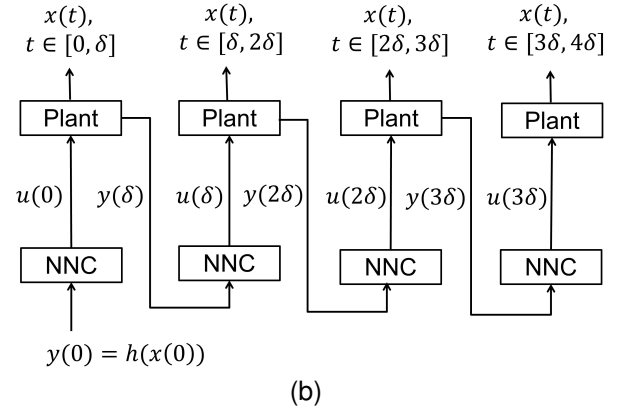 x(t), x(t), x(t), x(t),
t ∈ [0, δ] t ∈ [δ, 2δ] t ∈ [2δ, 3δ] t ∈ [3δ, 4δ]
Plant Plant Plant Plant
u(0) y(δ) u(δ) y(2δ) u(2δ) y(3δ) u(3δ)
NNC NNC NNC NNC
y(0) = h(x(0))
(b)